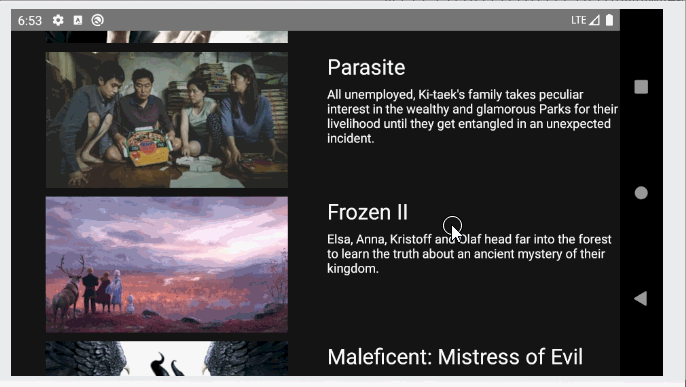 6:53 LTE
Parasite
All unemployed, Ki-taek's family takes peculiar
interest in the wealthy and glamorous Parks for their
livelihood until they get entangled in an unexpected
incident.
Frozen II
Elsa, Anna, Kristoff and Olaf head far into the forest
to learn the truth about an ancient mystery of their
kingdom.
Maleficent: Mistress of Evil